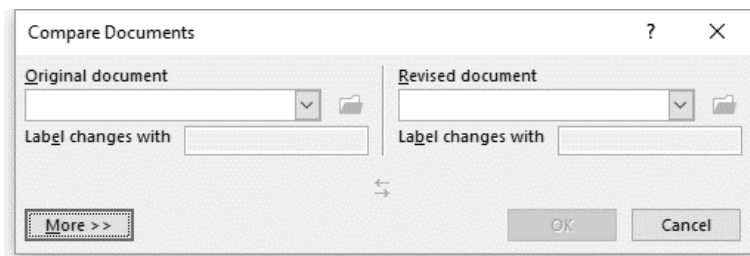 Compare Documents ? ×
Original document Revised document
Label changes with Label changes with
More >> OK Cancel